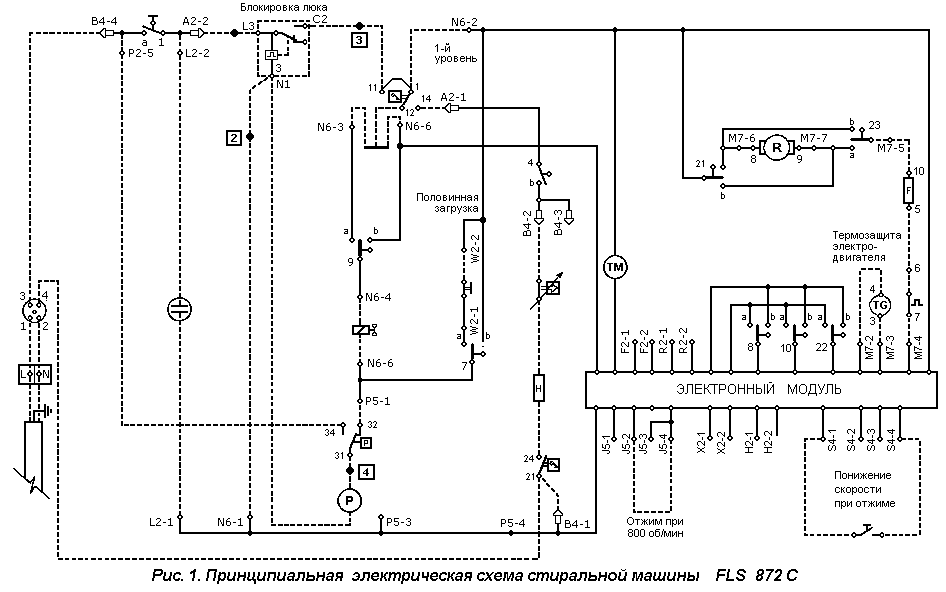 Блокировка люка
B4-4
A2-2
L3
C2
N6-2
a
1
P2-5
L2-2
3
3
N1
1-й
уровень
11
1
14
A2-1
12
N6-3
N6-6
2
4
b
b
23
M7-6
M7-7
R
8
9
a
M7-5
21
b
10
F
5
Половинная
загрузка
B4-2
B4-3
a
b
9
W2-2
Термозащита
электро-
двигателя
TM
6
N6-4
4
TG
3
7
3
4
1
2
W2-1
N6-6
a
b
7
F2-1
F2-2
R2-1
R2-2
a
b
a
b
a
b
8
10
22
M7-2
M7-3
M7-4
L
N
H
ЭЛЕКТРОННЫЙ МОДУЛЬ
P5-1
34
32
P
31
4
P
24
21
J5-1
J5-2
J5-3
J5-4
X2-1
X2-2
H2-1
H2-2
S4-1
S4-2
S4-3
S4-4
Понижение
скорости
при отжиме
L2-1
N6-1
P5-3
P5-4
B4-1
Отжим при
800 об/мин
Рис. 1. Принципиальная электрическая схема стиральной машины FLS 872 C